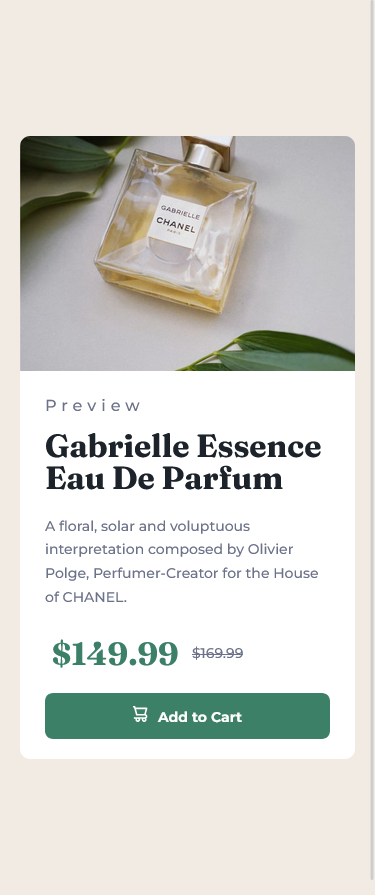 GABRIELLE
CHANEL
PARIS
Preview
Gabrielle Essence
Eau De Parfum
A floral, solar and voluptuous
interpretation composed by Olivier
Polge, Perfumer-Creator for the House
of CHANEL.
$149.99 $169.99
Add to Cart